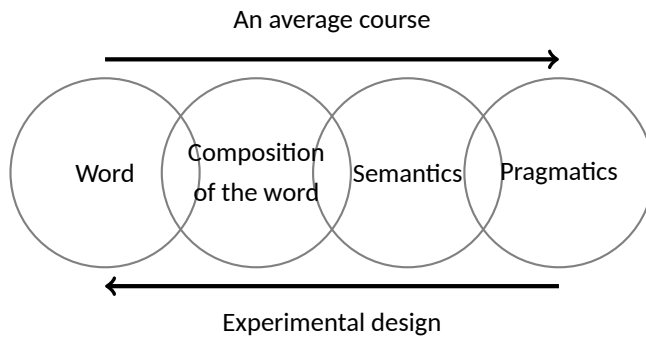 An average course
Word
Composition
of the word
Semantics
Pragmatics
Experimental design